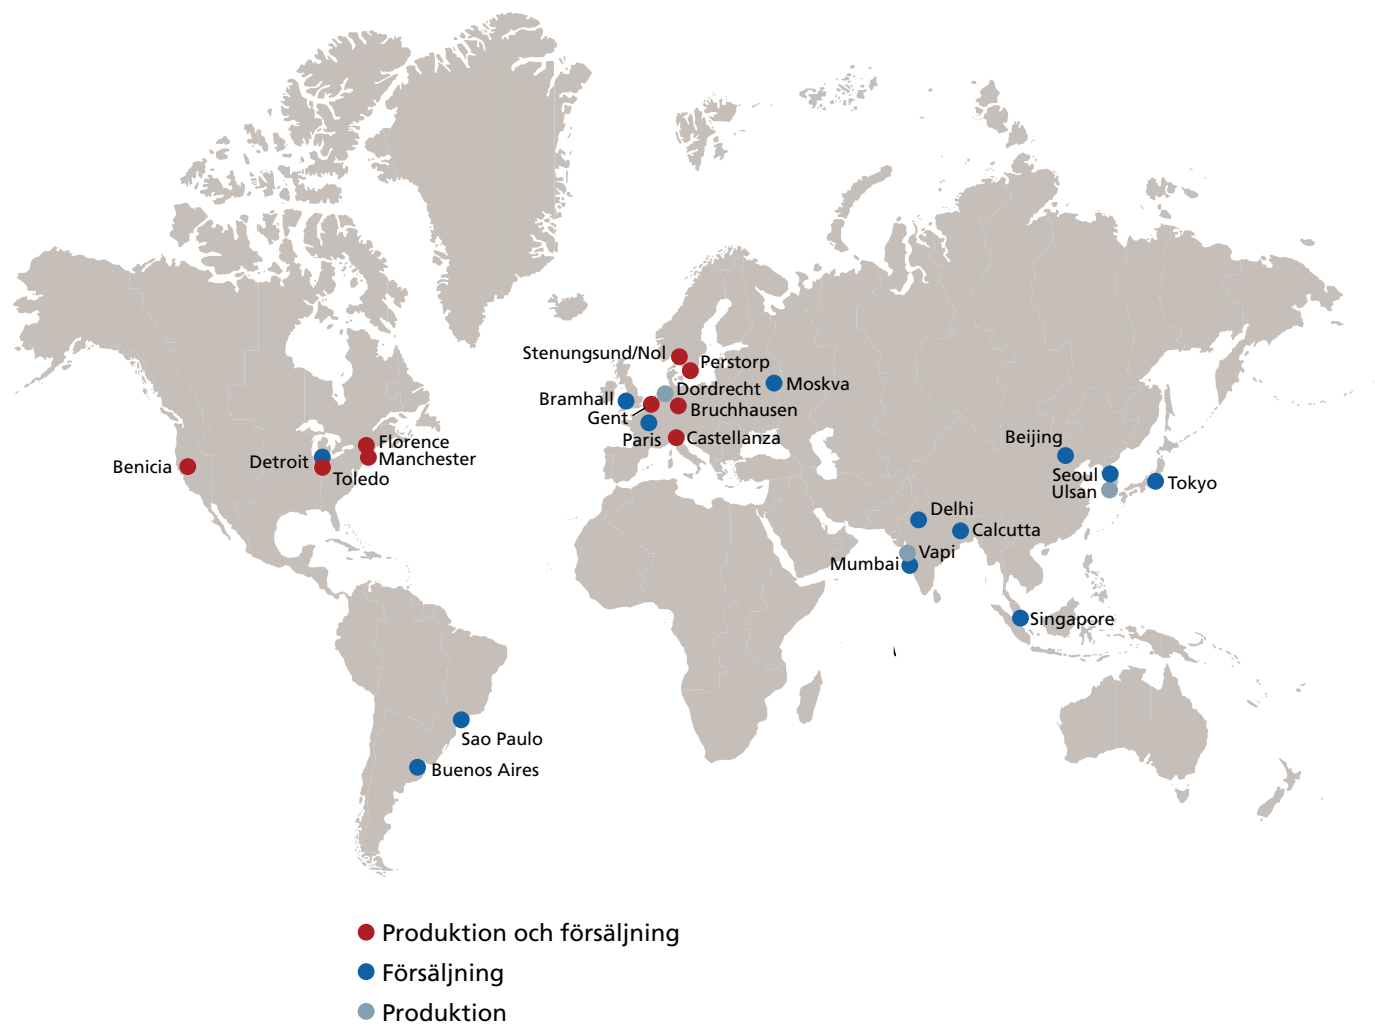 Stenungsund/Nol
Perstorp
Moskva
Dordrecht
Bramhall
Bruchhausen
Gent
Paris
Castellanza
Florence
Manchester
Benicia
Detroit
Toledo
Beijing
Seoul
Ulsan
Tokyo
Delhi
Calcutta
Vapi
Mumbai
Singapore
Sao Paulo
Buenos Aires
Produktion och försäljning
Försäljning
Produktion